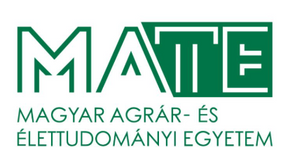 MATE
MAGYAR AGRÁR- ÉS
ÉLETTUDOMÁNYI EGYETEM